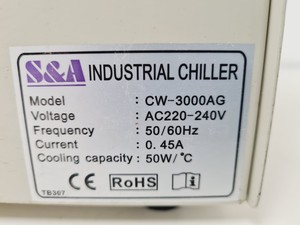 S&A INDUSTRIAL CHILLER
Model : CW-3000AG
Voltage : AC220-240V
Frequency : 50/60Hz
Current : 0.45A
Cooling capacity : 50W/℃
CE RoHS i
TB307